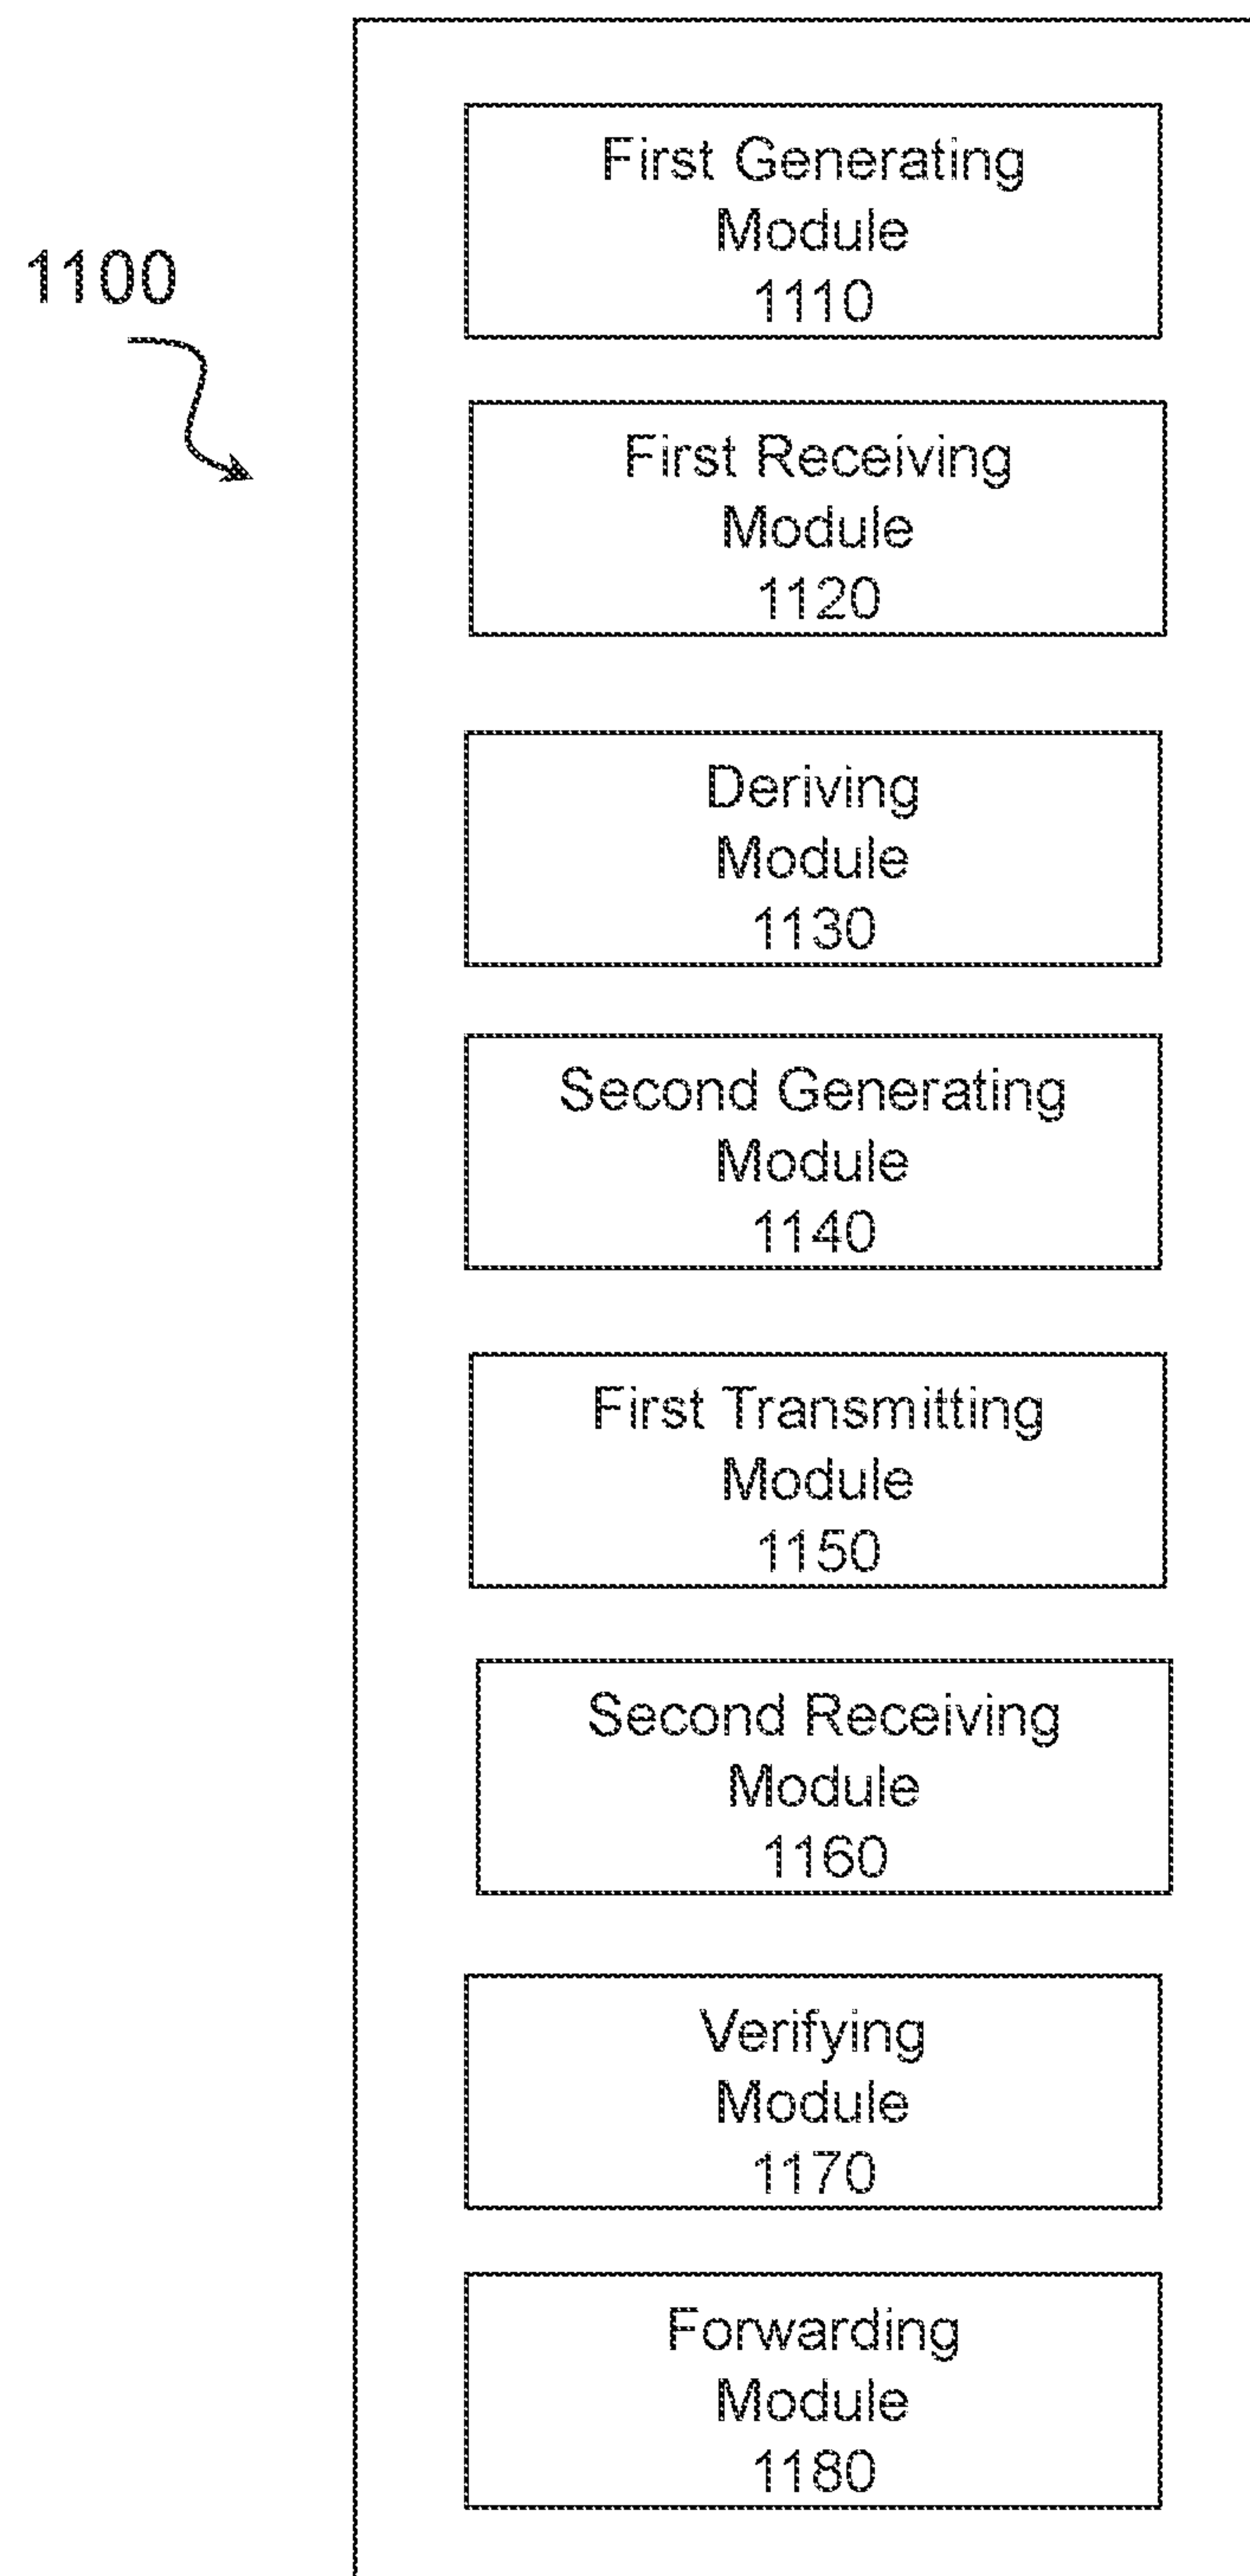 1100
First Generating
Module
1110
First Receiving
Module
1120
Deriving
Module
1130
Second Generating
Module
1140
First Transmitting
Module
1150
Second Receiving
Module
1160
Verifying
Module
1170
Forwarding
Module
1180